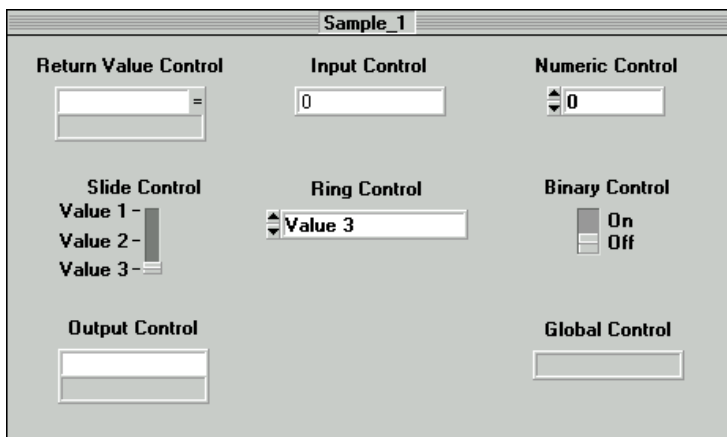 Sample_1
Return Value Control
Input Control
Numeric Control
=
0
0
Slide Control
Value 1
Value 2
Value 3
Ring Control
Value 3
Binary Control
On
Off
Output Control
Global Control